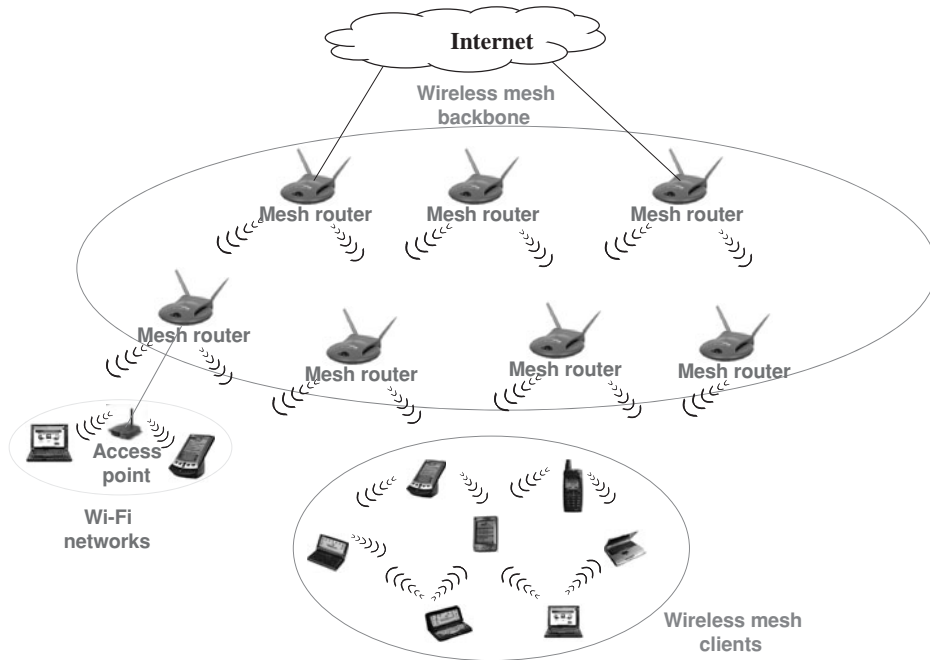 Internet
Wireless mesh
backbone
Mesh router
Mesh router
Mesh router
Mesh router
Mesh router
Mesh router
Mesh router
Access
point
Wi-Fi
networks
Wireless mesh
clients